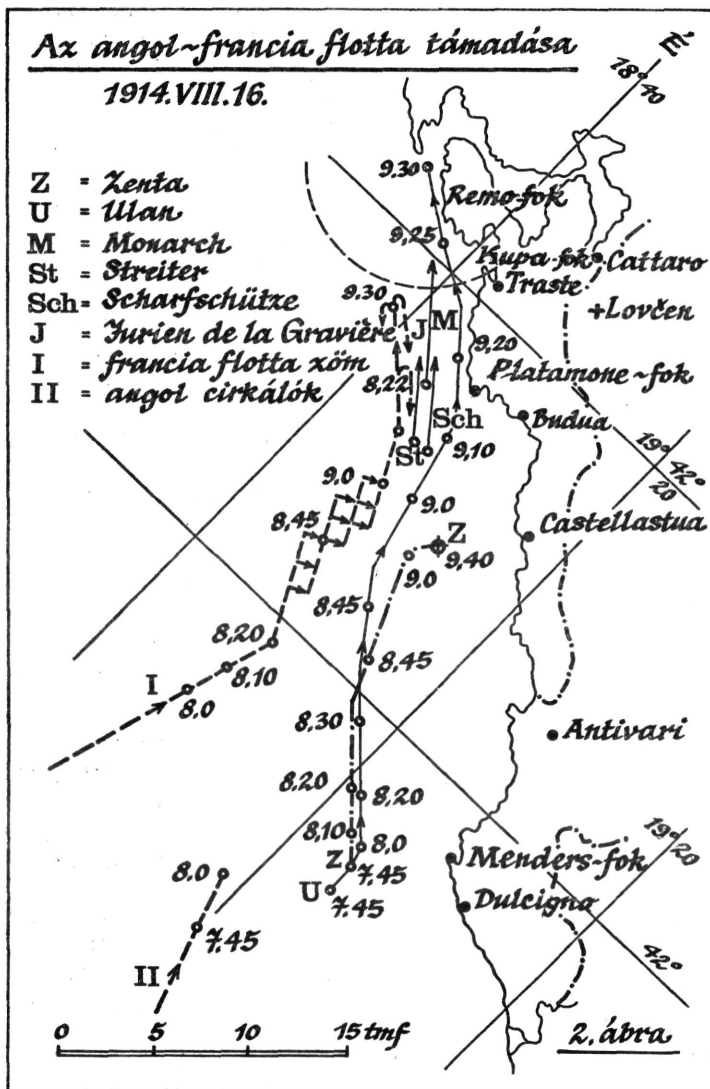 Az angol~francia flotta támadása
1914.VIII.16.
É
18° 40
Z = Zenta
U = Ulan
M = Monarch
St = Streiter
Sch = Scharfschütze
J = Jurien de la Gravière
I = francia flotta xöm
II = angol cirkálók
9,30
Remo-fok
9,25
Kupa-fok
Cattaro
Traste
+Lovčen
9,30
J
M
9,20
8,22
Platamone~fok
Sch
Budua
St
9,10
19° 42°
20
9,0
8,45
9,0
Z
Castellastua
9,40
9,0
8,45
8,20
8,45
8,10
I
8,0
8,30
Antivari
8,20
8,20
19° 20
8,10
8,0
Z
7.45
Menders-fok
8,0
U
7.45
Dulcigno
7.45
42°
II
0 5 10 15 tmf
2. ábra